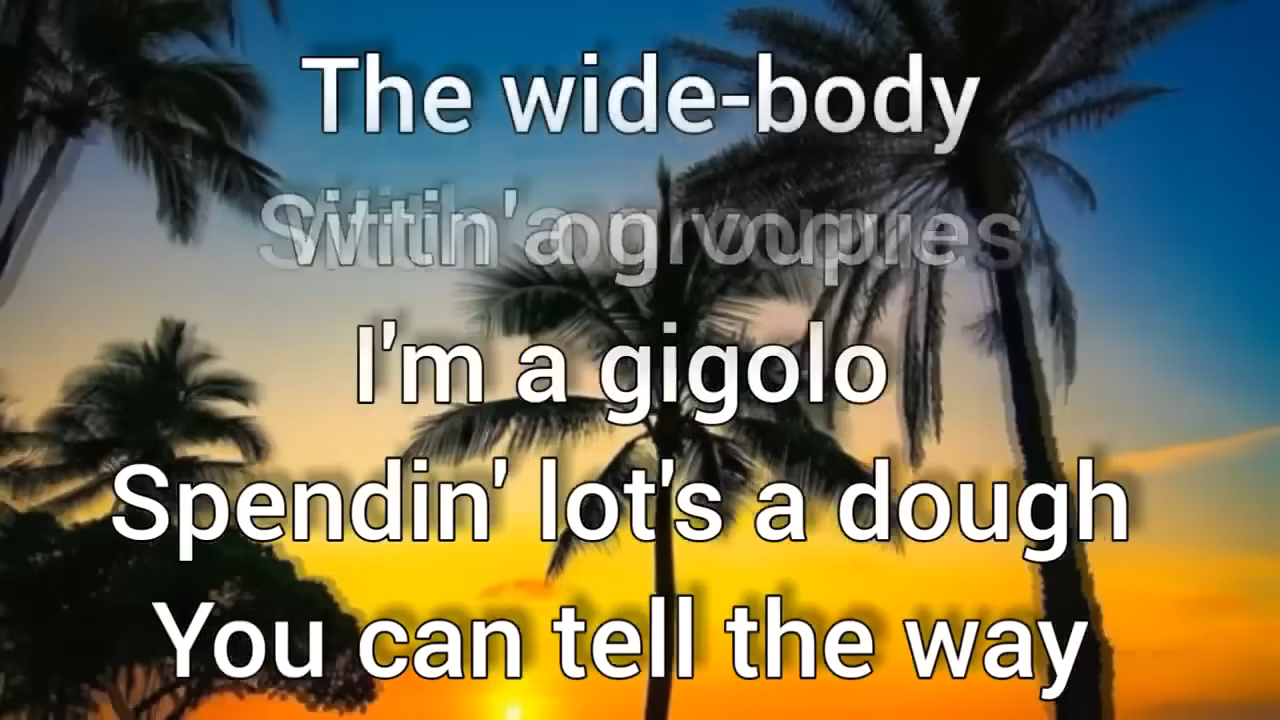 The wide-body
I'm a gigolo
Spendin' lot's a dough
You can tell the way